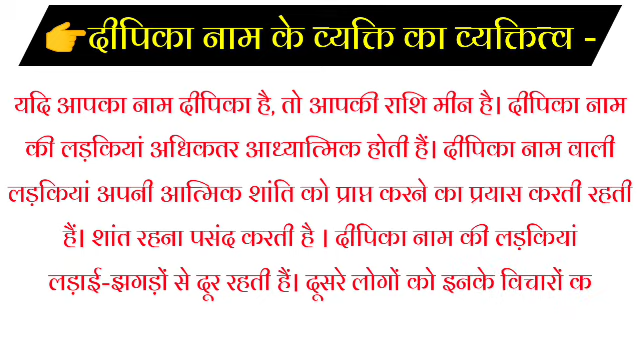 👉दीपिका नाम के व्यक्ति का व्यक्तित्व -
यदि आपका नाम दीपिका है, तो आपकी राशि मीन है। दीपिका नाम
की लड़कियां अधिकतर आध्यात्मिक होती हैं। दीपिका नाम वाली
लड़कियां अपनी आत्मिक शांति को प्राप्त करने का प्रयास करती रहती
हैं। शांत रहना पसंद करती है । दीपिका नाम की लड़कियां
लड़ाई-झगड़ों से दूर रहती हैं। दूसरे लोगों को इनके विचारों क